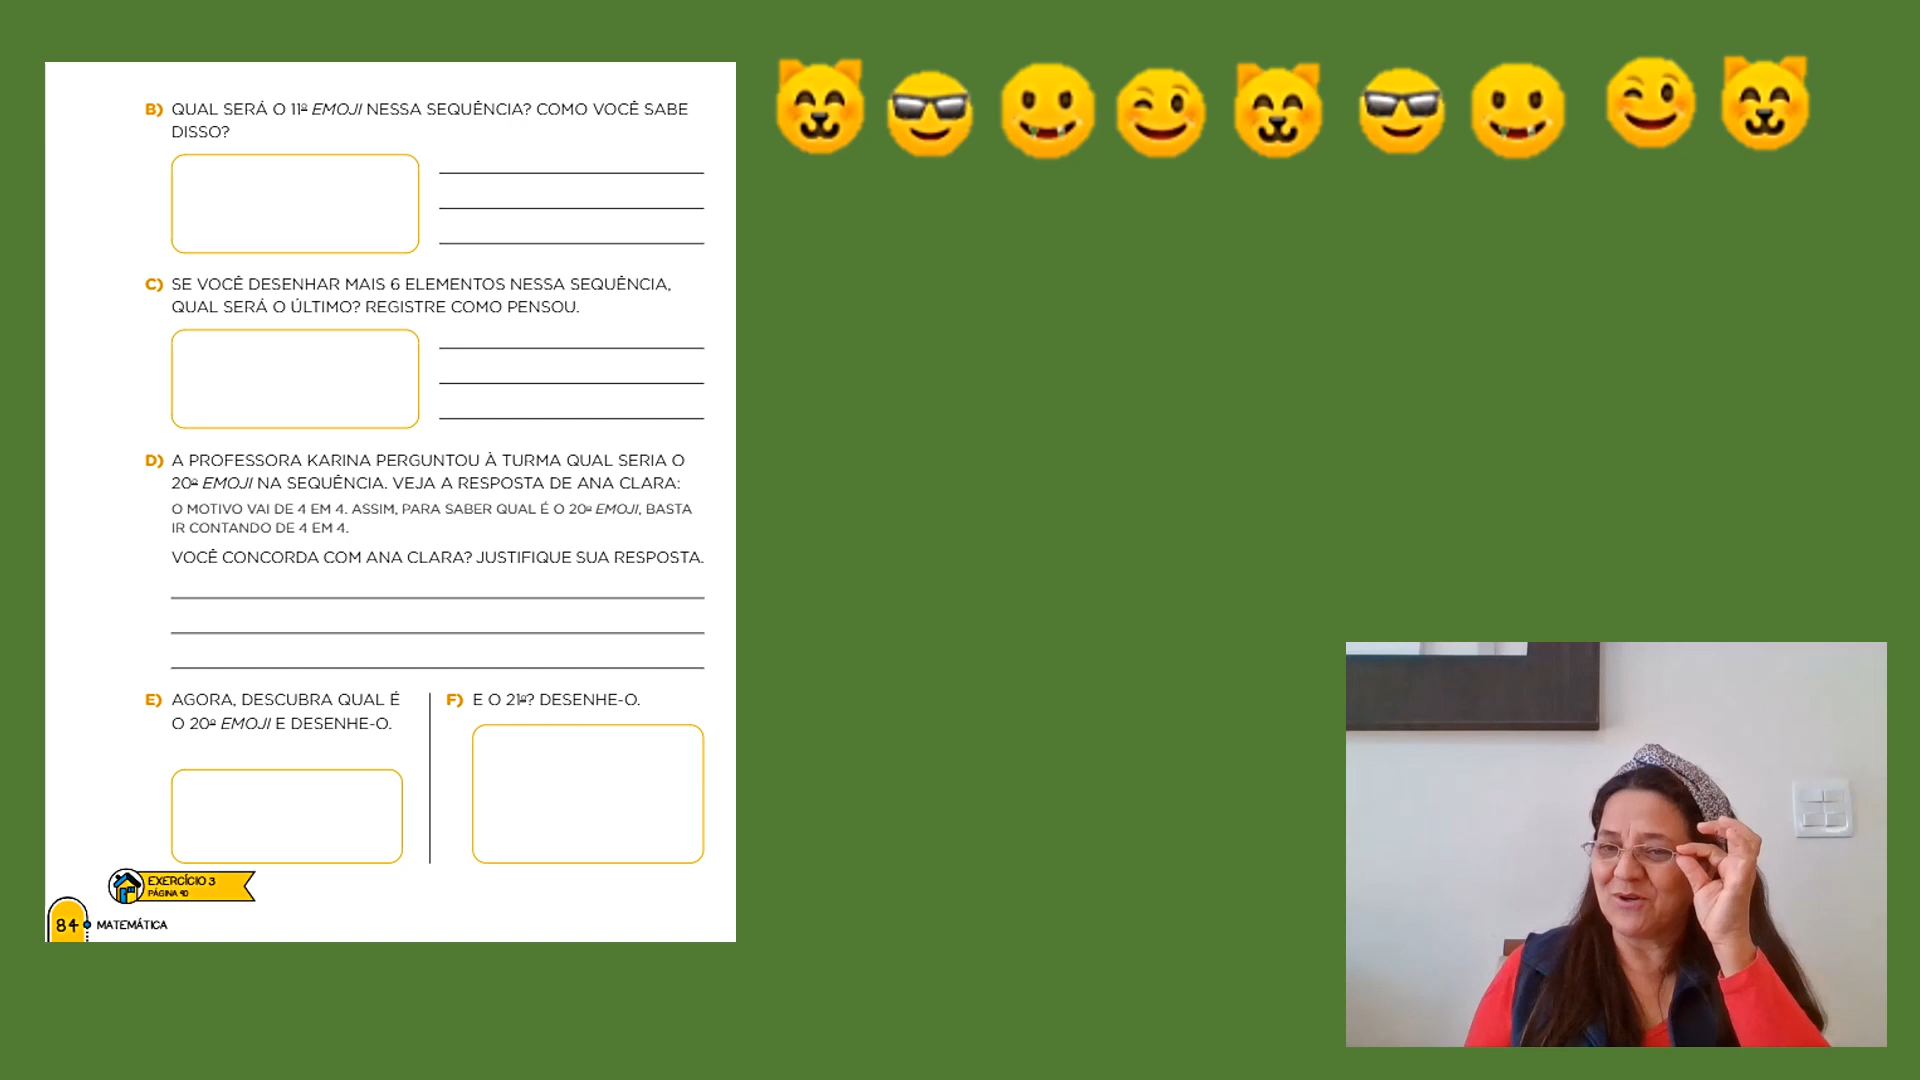 B) QUAL SERÁ O 11º EMOJI NESSA SEQUÊNCIA? COMO VOCÊ SABE
DISSO?
C) SE VOCÊ DESENHAR MAIS 6 ELEMENTOS NESSA SEQUÊNCIA,
QUAL SERÁ O ÚLTIMO? REGISTRE COMO PENSOU.
D) A PROFESSORA KARINA PERGUNTOU À TURMA QUAL SERIA O
20º EMOJI NA SEQUÊNCIA. VEJA A RESPOSTA DE ANA CLARA:
O MOTIVO VAI DE 4 EM 4. ASSIM, PARA SABER QUAL É O 20º EMOJI, BASTA
IR CONTANDO DE 4 EM 4.
VOCÊ CONCORDA COM ANA CLARA? JUSTIFIQUE SUA RESPOSTA.
E) AGORA, DESCUBRA QUAL É
O 20º EMOJI E DESENHE-O.
F) E O 21º? DESENHE-O.
EXERCÍCIO 3
PÁGINA 90
84 MATEMÁTICA